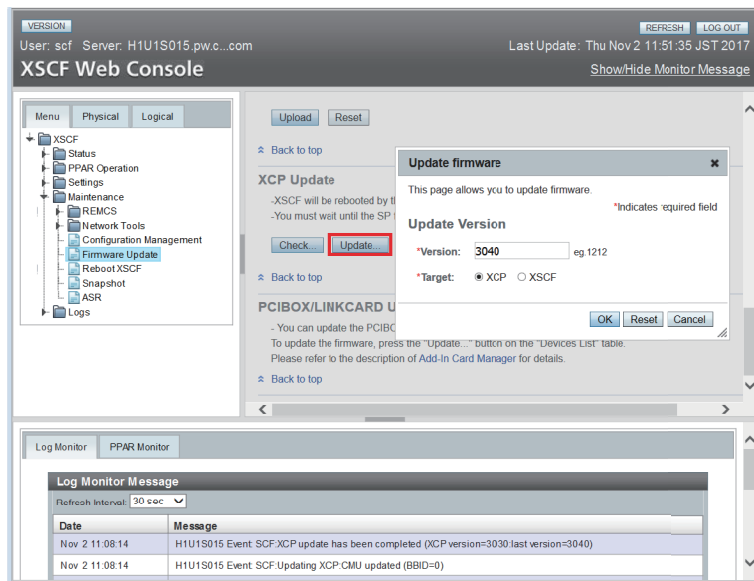 VERSION
REFRESH LOG OUT
User: scf Server: H1U1S015.pw.c...com
Last Update: Thu Nov 2 11:51:35 JST 2017
XSCF Web Console
Show/Hide Monitor Message
Menu Physical Logical
XSCF
Status
PPAR Operation
Settings
Maintenance
REMCS
Network Tools
Configuration Management
Firmware Update
Reboot XSCF
Snapshot
ASR
Logs
Upload Reset
Back to top
XCP Update
-XSCF will be rebooted by t
-You must wait until the SP
Check... Update...
Back to top
PCIBOX/LINKCARD U
- You can update the PCIBC
To update the firmware, press the "Update..." button on the "Devices List" table.
Please refer to the description of Add-In Card Manager for details.
Back to top
Update firmware
This page allows you to update firmware.
*Indicates required field
Update Version
*Version: 3040 eg.1212
*Target: XCP XSCF
OK Reset Cancel
Log Monitor PPAR Monitor
Log Monitor Message
Refresh Interval: 30 sec
Date Message
Nov 2 11:08:14 H1U1S015 Event: SCF:XCP update has been completed (XCP version=3030:last version=3040)
Nov 2 11:08:14 H1U1S015 Event: SCF:Updating XCP:CMU updated (BBID=0)